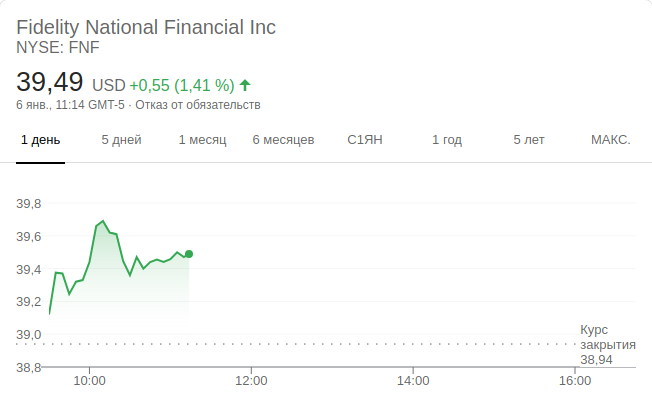 Fidelity National Financial Inc
NYSE: FNF
39,49 USD +0,55 (1,41 %)
6 янв., 11:14 GMT-5 · Отказ от обязательств
1 день 5 дней 1 месяц 6 месяцев С1ЯН 1 год 5 лет МАКС.
39,8
39,6
39,4
39,2
39,0
38,8
Курс
закрытия
38,94
10:00 12:00 14:00 16:00